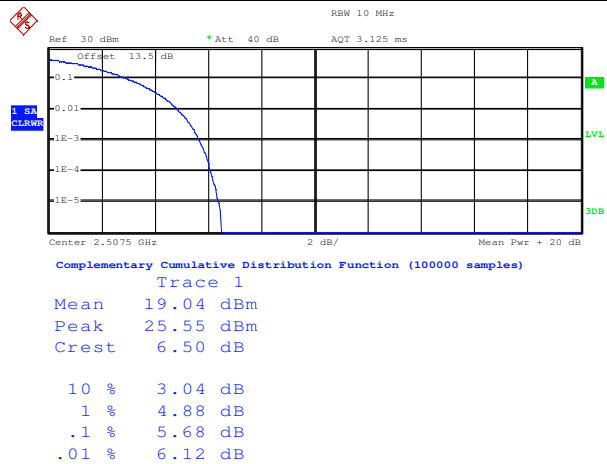 RBW 10 MHz
Ref 30 dBm *Att 40 dB AQT 3.125 ms
Offset 13.5 dB
0.1
A
0.01
1 SA
CLRWR
1E-3
LVL
1E-4
1E-5
3DB
Center 2.5075 GHz 2 dB/ Mean Pwr + 20 dB
Complementary Cumulative Distribution Function (100000 samples)
Trace 1
Mean 19.04 dBm
Peak 25.55 dBm
Crest 6.50 dB
10 % 3.04 dB
1 % 4.88 dB
.1 % 5.68 dB
.01 % 6.12 dB